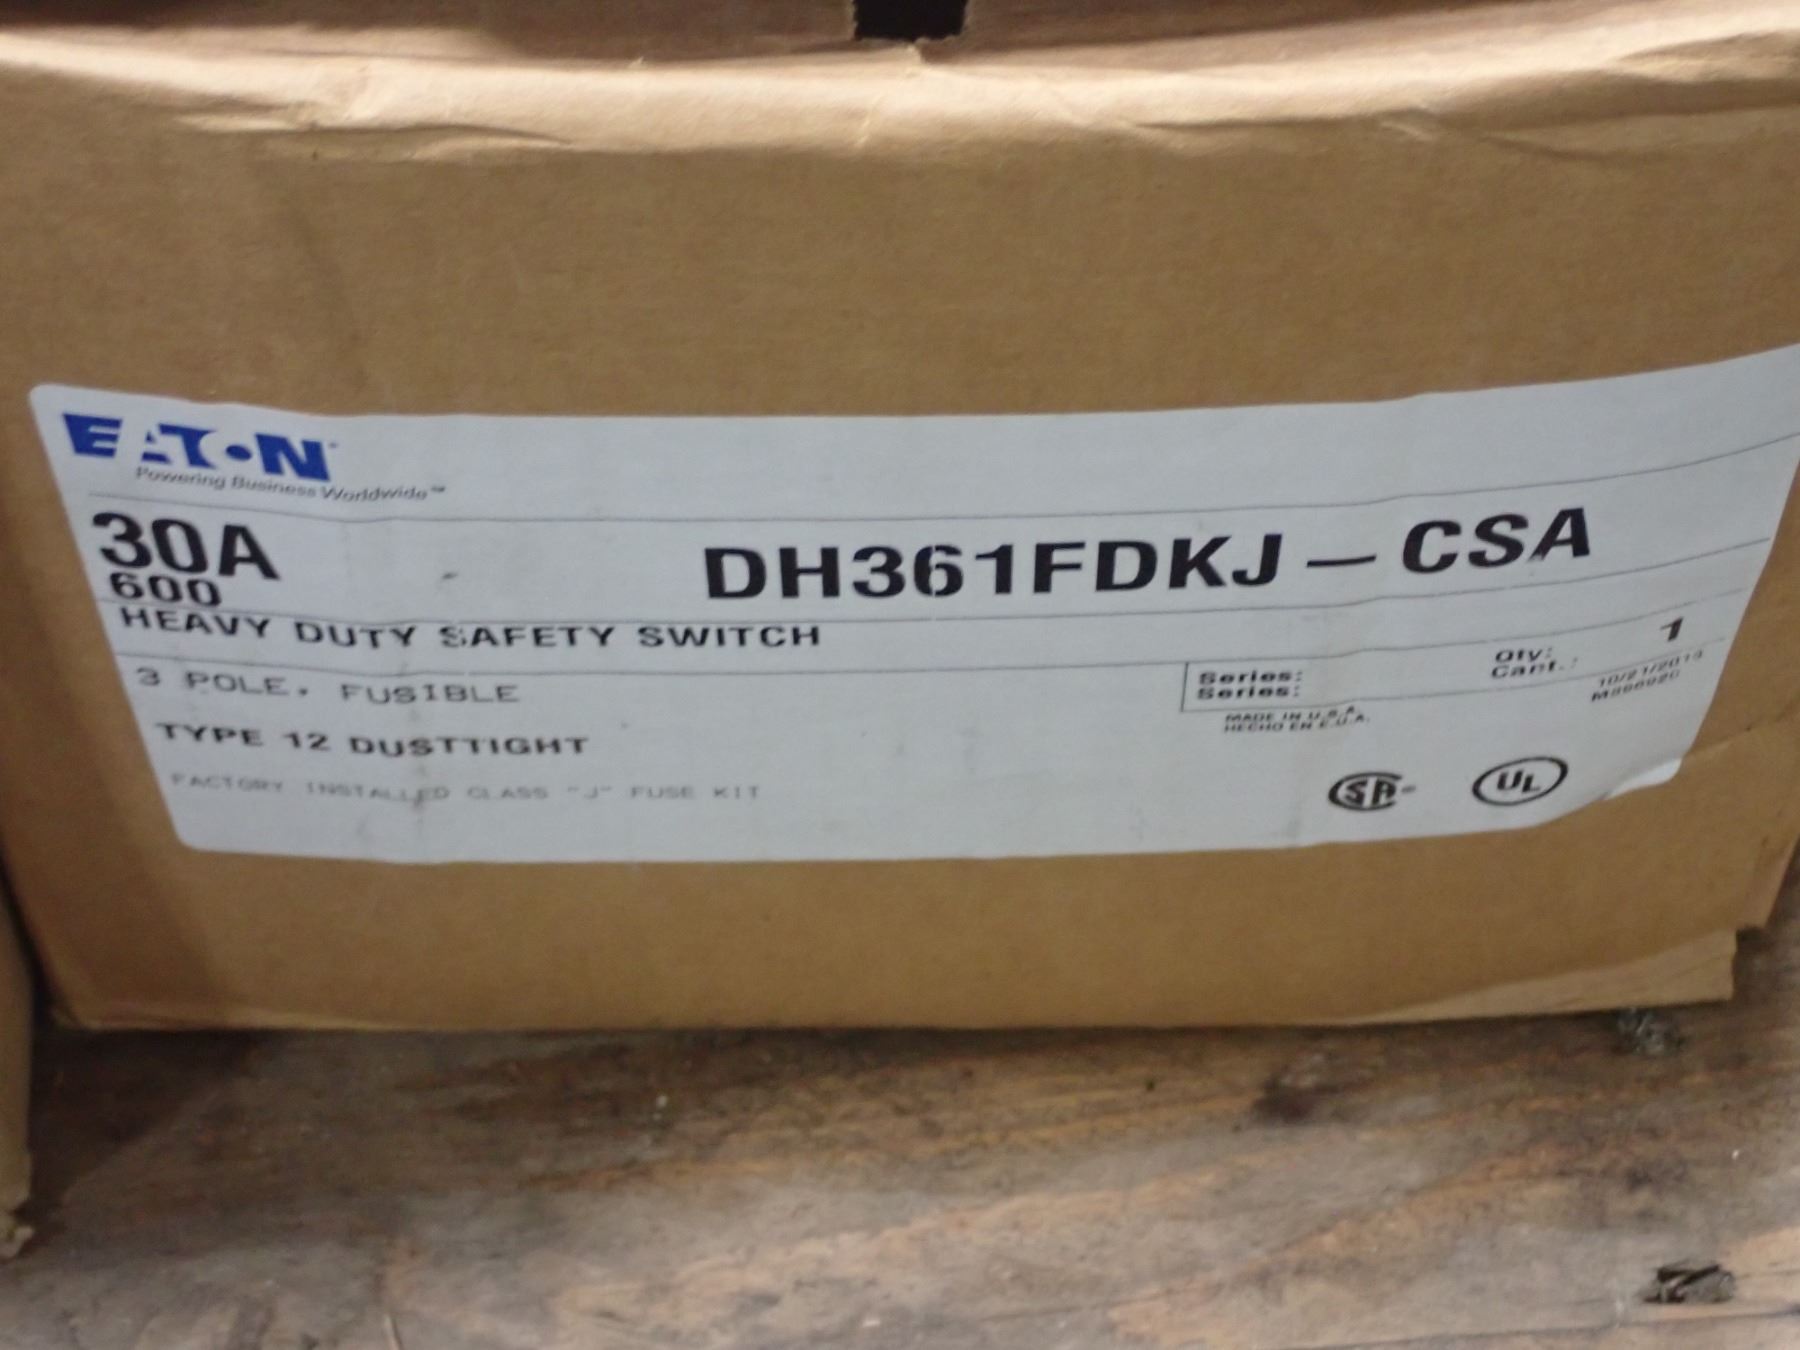 EATON
Powering Business Worldwide™
30A DH361FDKJ - CSA
600
HEAVY DUTY SAFETY SWITCH
3 POLE, FUSIBLE
TYPE 12 DUSTTIGHT
FACTORY INSTALLED CLASS "J" FUSE KIT
Series:
Series:
Qty: 1
Cant.:
MADE IN U.S.A.
HECHO EN E.U.A.
SA
UL